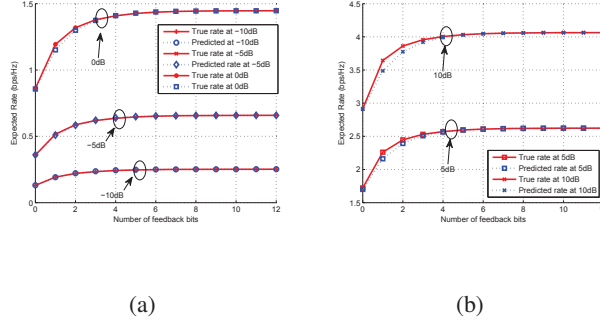 1.5
1
0.5
0
0
2
4
6
8
10
12
Expected Rate (bps/Hz)
Number of feedback bits
0dB
−5dB
−10dB
True rate at −10dB
Predicted at −10dB
True rate at −5dB
Predicted rate at −5dB
True rate at 0dB
True rate at 0dB
(a)
4.5
4
3.5
3
2.5
2
1.5
0
2
4
6
8
10
Expected Rate (bps/Hz)
Number of feedback bits
10dB
5dB
True rate at 5dB
Predicted rate at 5dB
True rate at 10dB
Predicted rate at 10dB
(b)